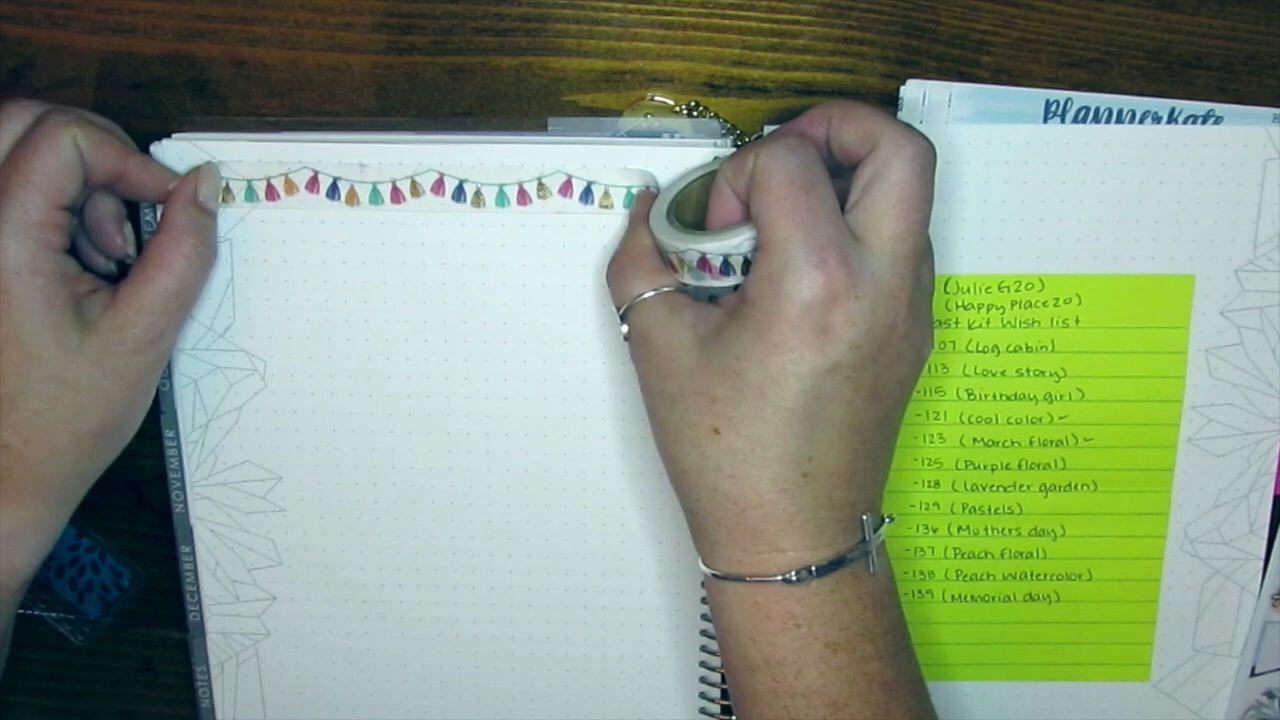 PlannerKate
(Julie G20)
(Happy Place 20)
ast Kit Wish list
07 (Log cabin)
113 (Love story)
-115 (Birthday girl)
-121 (cool color)-
-123 (March floral)-
-125 (Purple floral)
-128 (lavender garden)
-129 (Pastels)
-136 (Mothers day)
-137 (Peach floral)
-138 (Peach watercolor)
-139 (Memorial day)
NOVEMBER
DECEMBER
NOTES